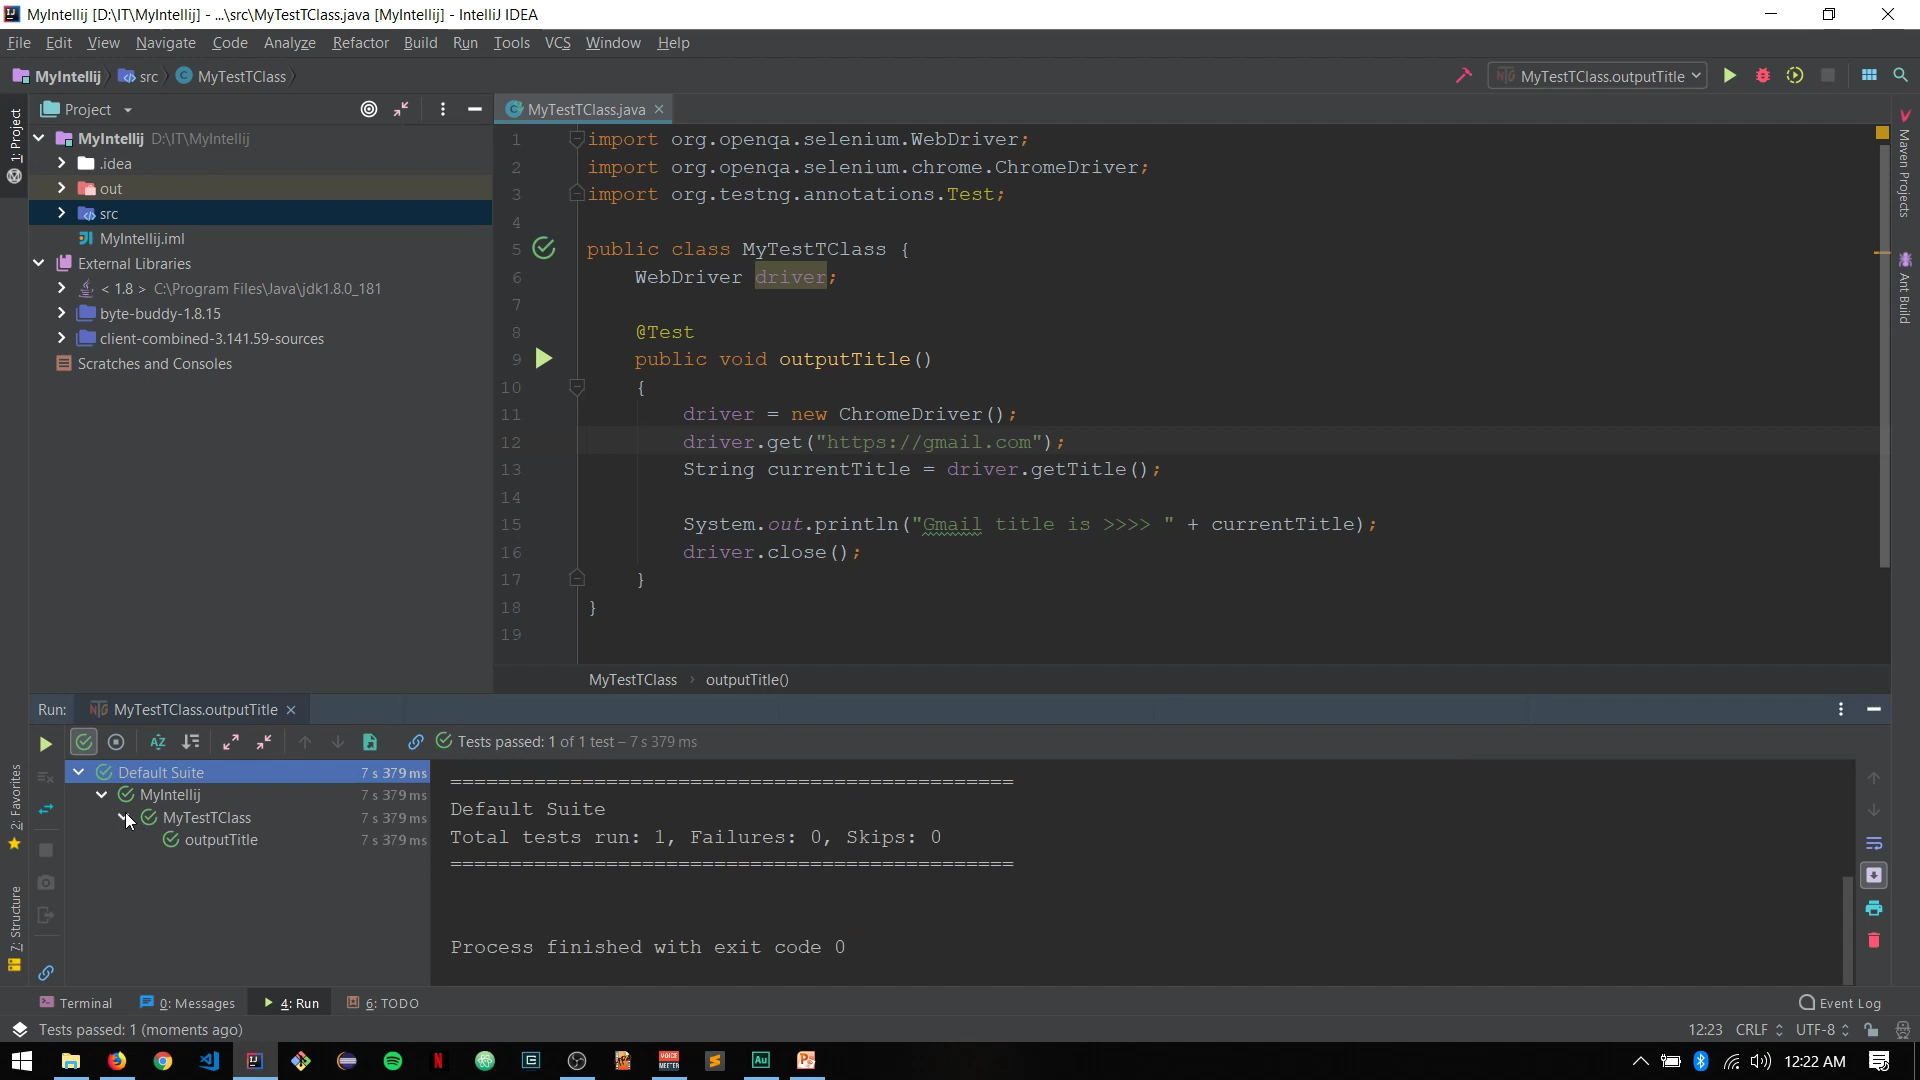 MyIntellij [D:\IT\MyIntellij] - ...\src\MyTestTClass.java [MyIntellij] - IntelliJ IDEA
File Edit View Navigate Code Analyze Refactor Build Run Tools VCS Window Help
MyIntellij src MyTestTClass
MyTestTClass.outputTitle
Project
MyTestTClass.java
1: Project
MyIntellij D:\IT\MyIntellij
.idea
out
src
MyIntellij.iml
External Libraries
< 1.8 > C:\Program Files\Java\jdk1.8.0_181
byte-buddy-1.8.15
client-combined-3.141.59-sources
Scratches and Consoles
1 import org.openqa.selenium.WebDriver;
2 import org.openqa.selenium.chrome.ChromeDriver;
3 import org.testng.annotations.Test;
4
5 public class MyTestTClass {
6 WebDriver driver;
7
8 @Test
9 public void outputTitle()
10 {
11 driver = new ChromeDriver();
12 driver.get("https://gmail.com");
13 String currentTitle = driver.getTitle();
14
15 System.out.println("Gmail title is >>>> " + currentTitle);
16 driver.close();
17 }
18 }
19
MyTestTClass › outputTitle()
Maven Projects
Ant Build
Run: MyTestTClass.outputTitle
Tests passed: 1 of 1 test – 7 s 379 ms
Default Suite 7 s 379 ms
MyIntellij 7 s 379 ms
MyTestTClass 7 s 379 ms
outputTitle 7 s 379 ms
===============================================
Default Suite
Total tests run: 1, Failures: 0, Skips: 0
===============================================
Process finished with exit code 0
2: Favorites
7: Structure
Terminal 0: Messages 4: Run 6: TODO Event Log
Tests passed: 1 (moments ago) 12:23 CRLF UTF-8
VOICE
MEETER
Au
12:22 AM